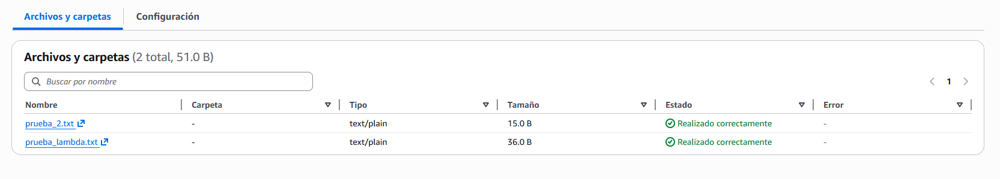 Archivos y carpetas Configuración
Archivos y carpetas (2 total, 51.0 B)
Buscar por nombre 1
Nombre Carpeta Tipo Tamaño Estado Error
prueba_2.txt - text/plain 15.0 B Realizado correctamente -
prueba_lambda.txt - text/plain 36.0 B Realizado correctamente -